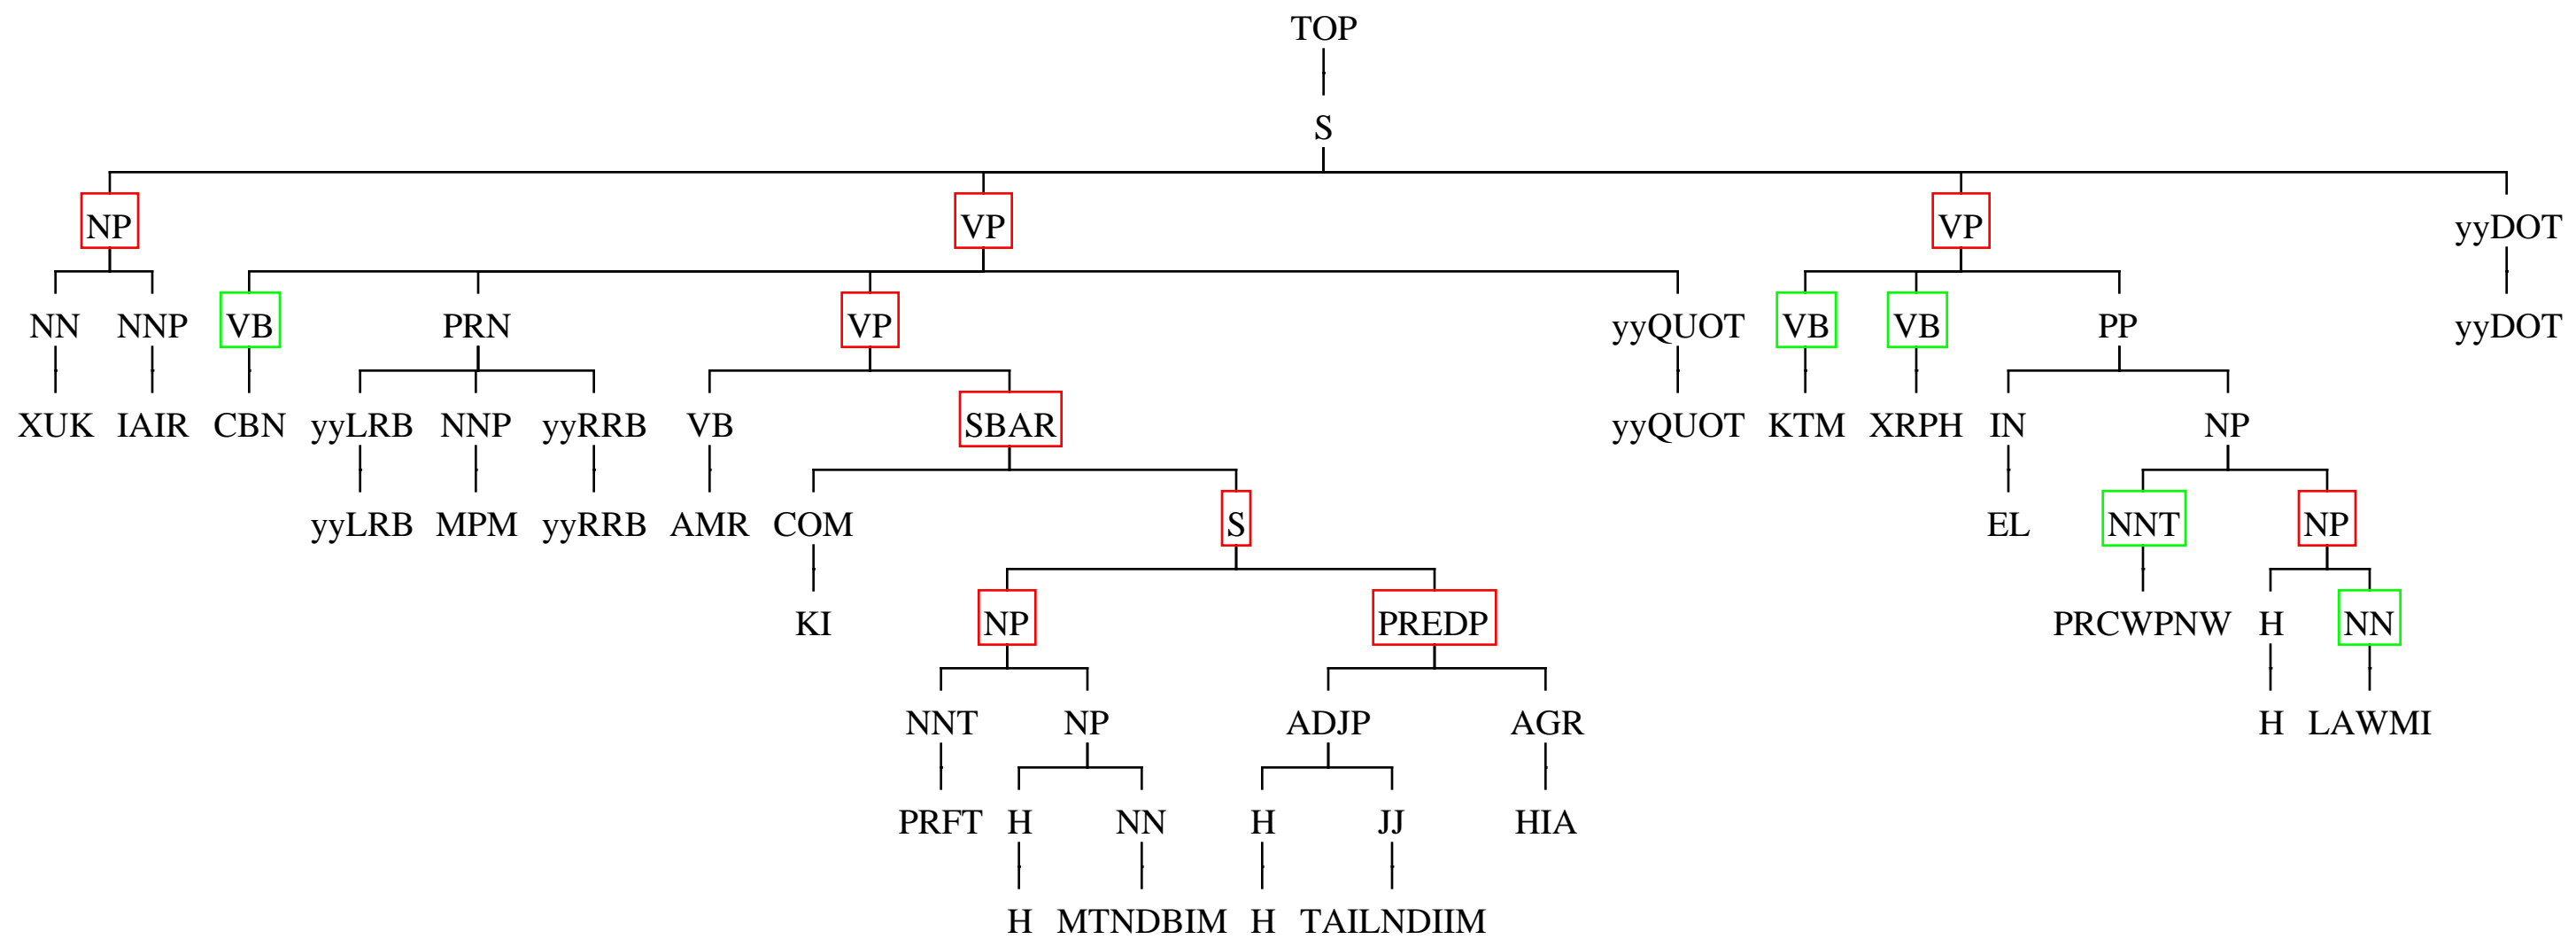 TOP
S
NP VP VP yyDOT
NN NNP VB PRN VP yyQUOT VB VB PP yyDOT
XUK IAIR CBN yyLRB NNP yyRRB VB SBAR yyQUOT KTM XRPH IN NP
yyLRB MPM yyRRB AMR COM S EL NNT NP
KI NP PREDP PRCWPNW H NN
NNT NP ADJP AGR H LAWMI
PRFT H NN H JJ HIA
H MTNDBIM H TAILNDIIM